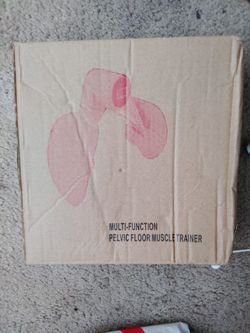 MULTI-FUNCTION
PELVIC FLOOR MUSCLE TRAINER